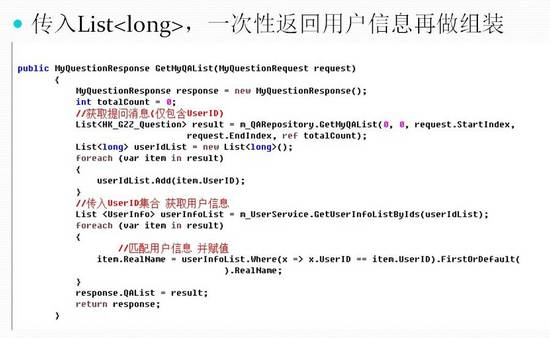 传入List<long>，一次性返回用户信息再做组装
public MyQuestionResponse GetMyQAList(MyQuestionRequest request)
{
MyQuestionResponse response = new MyQuestionResponse();
int totalCount = 0;
//获取提问消息(仅包含UserID)
List<HK_GZZ_Question> result = m_QARepository.GetMyQAList(0, 0, request.StartIndex,
request.EndIndex, ref totalCount);
List<long> userIdList = new List<long>();
foreach (var item in result)
{
userIdList.Add(item.UserID);
}
//传入UserID集合 获取用户信息
List <UserInfo> userInfoList = m_UserService.GetUserInfoListByIds(userIdList);
foreach (var item in result)
{
//匹配用户信息 并赋值
item.RealName = userInfoList.Where(x => x.UserID == item.UserID).FirstOrDefault(
).RealName;
}
response.QAList = result;
return response;
}